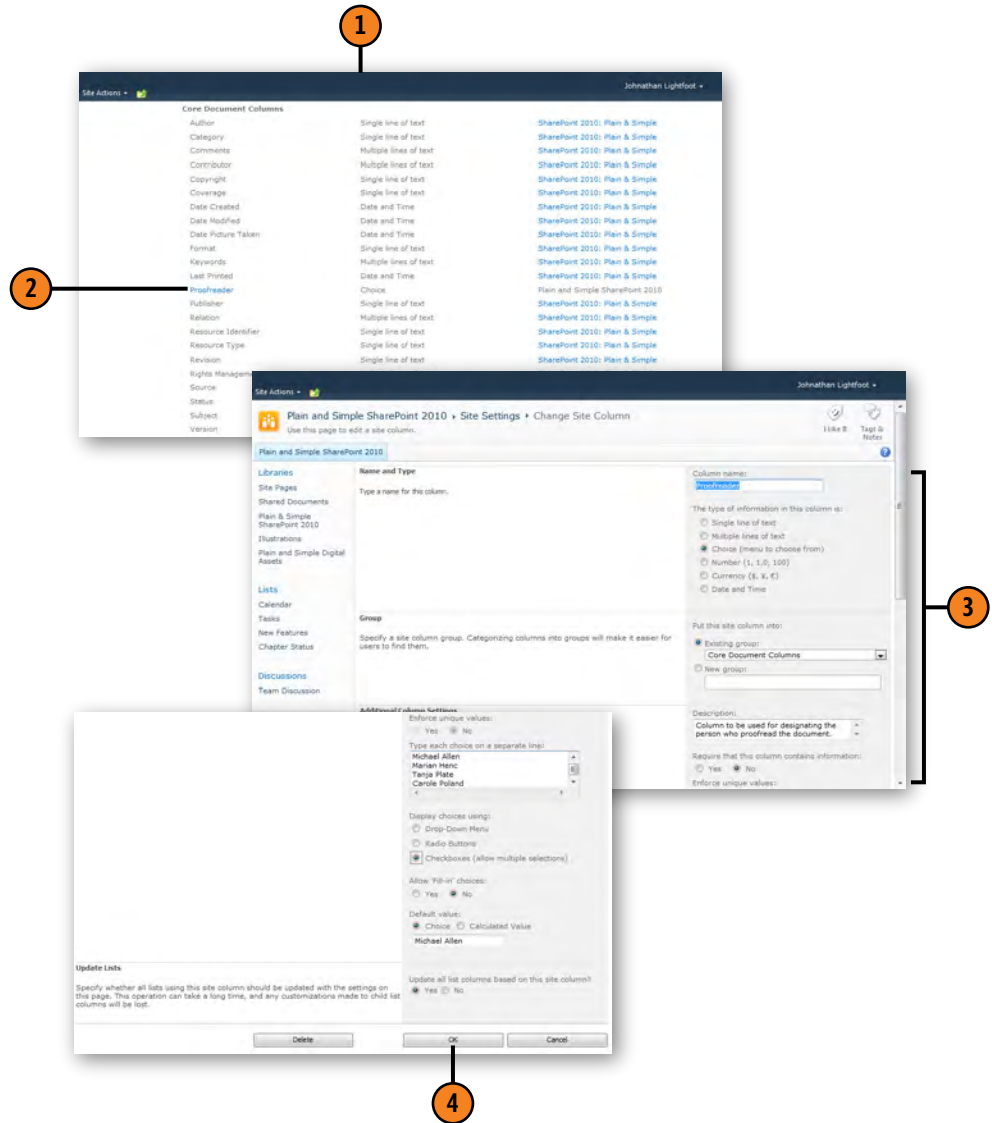 1
Site Actions
Johnathan Lightfoot
Core Document Columns
Author Single line of text SharePoint 2010: Plain & Simple
Category Single line of text SharePoint 2010: Plain & Simple
Comments Multiple lines of text SharePoint 2010: Plain & Simple
Contributor Multiple lines of text SharePoint 2010: Plain & Simple
Copyright Single line of text SharePoint 2010: Plain & Simple
Coverage Single line of text SharePoint 2010: Plain & Simple
Date Created Date and Time SharePoint 2010: Plain & Simple
Date Modified Date and Time SharePoint 2010: Plain & Simple
Date Picture Taken Date and Time SharePoint 2010: Plain & Simple
Format Single line of text SharePoint 2010: Plain & Simple
Keywords Multiple lines of text SharePoint 2010: Plain & Simple
Last Printed Date and Time SharePoint 2010: Plain & Simple
2
Proofreader Choice Plain and Simple SharePoint 2010
Publisher Single line of text SharePoint 2010: Plain & Simple
Relation Multiple lines of text SharePoint 2010: Plain & Simple
Resource Identifier Single line of text SharePoint 2010: Plain & Simple
Resource Type Single line of text SharePoint 2010: Plain & Simple
Revision Single line of text SharePoint 2010: Plain & Simple
Rights Managem
Source
Status
Subject
Version
Site Actions
Johnathan Lightfoot
Plain and Simple SharePoint 2010 Site Settings Change Site Column
Use this page to edit a site column.
I Like It
Tags & Notes
Plain and Simple SharePoint 2010
Libraries
Site Pages
Shared Documents
Plain & Simple
SharePoint 2010
Illustrations
Plain and Simple Digital
Assets
Lists
Calendar
Tasks
New Features
Chapter Status
Discussions
Team Discussion
Name and Type
Type a name for this column.
Column name:
Proofreader
The type of information in this column is:
Single line of text
Multiple lines of text
Choice (menu to choose from)
Number (1, 1.0, 100)
Currency ($, ¥, €)
Date and Time
3
Group
Specify a site column group. Categorizing columns into groups will make it easier for
users to find them.
Put this site column into:
Existing group:
Core Document Columns
New group:
Additional Column Settings
Description:
Column to be used for designating the
person who proofread the document.
Require that this column contains information:
Yes No
Enforce unique values:
Enforce unique values:
Yes No
Type each choice on a separate line:
Michael Allen
Marian Henc
Tanja Plate
Carole Poland
Display choices using:
Drop-Down Menu
Radio Buttons
Checkboxes (allow multiple selections)
Allow 'Fill-in' choices:
Yes No
Default value:
Choice Calculated Value
Michael Allen
Update Lists
Specify whether all lists using this site column should be updated with the settings on
this page. This operation can take a long time, and any customizations made to child list
columns will be lost.
Update all list columns based on this site column?
Yes No
Delete OK Cancel
4